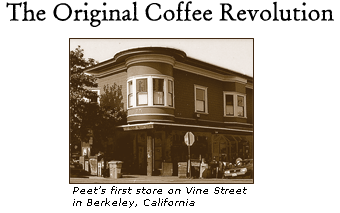 The Original Coffee Revolution
Peet's first store on Vine Street
in Berkeley, California